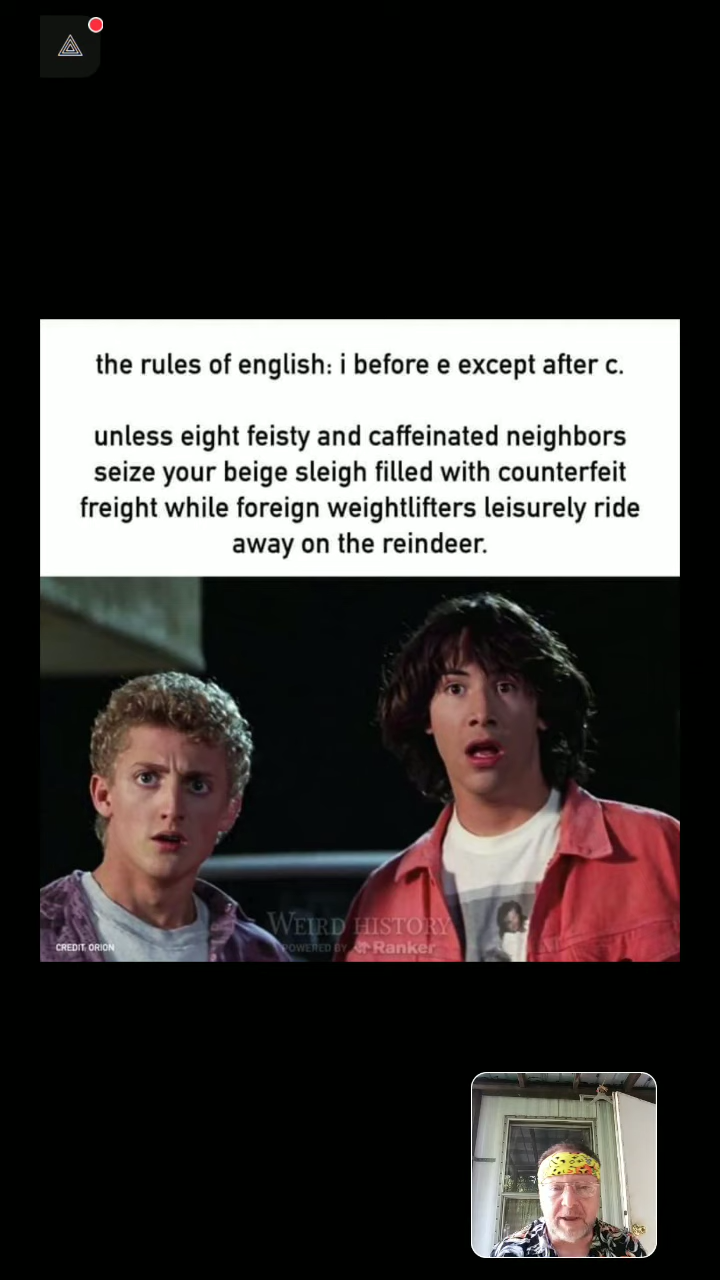 the rules of english: i before e except after c.
unless eight feisty and caffeinated neighbors
seize your beige sleigh filled with counterfeit
freight while foreign weightlifters leisurely ride
away on the reindeer.
WEIRD HISTORY
POWERED BY Ranker
CREDIT: ORION